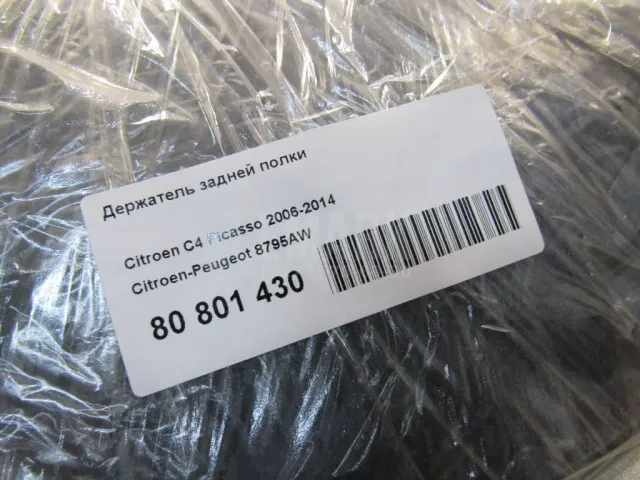 Держатель задней полки
Citroen C4 Picasso 2006-2014
Citroen-Peugeot 8795AW
80 801 430